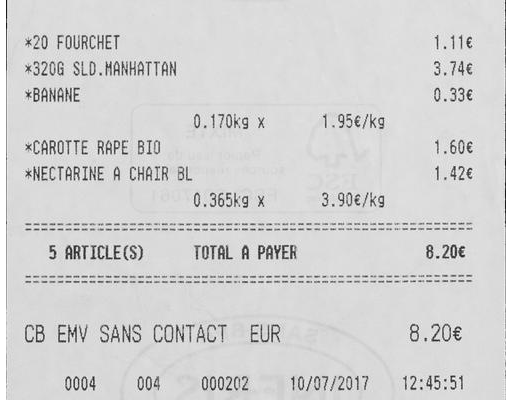 *20 FOURCHET 1.11€
*320G SLD.MANHATTAN 3.74€
*BANANE 0.33€
0.170kg x 1.95€/kg
*CAROTTE RAPE BIO 1.60€
*NECTARINE A CHAIR BL 1.42€
0.365kg x 3.90€/kg
5 ARTICLE(S) TOTAL A PAYER 8.20€
CB EMV SANS CONTACT EUR 8.20€
0004 004 000202 10/07/2017 12:45:51